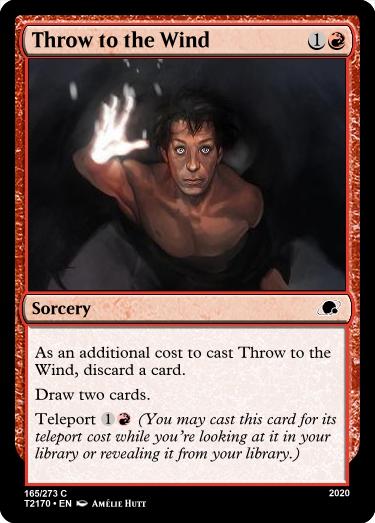 Throw to the Wind 1
Sorcery
As an additional cost to cast Throw to the
Wind, discard a card.
Draw two cards.
Teleport 1 (You may cast this card for its
teleport cost while you're looking at it in your
library or revealing it from your library.)
165/273 C 2020
T2170 • EN Amélie Hutt